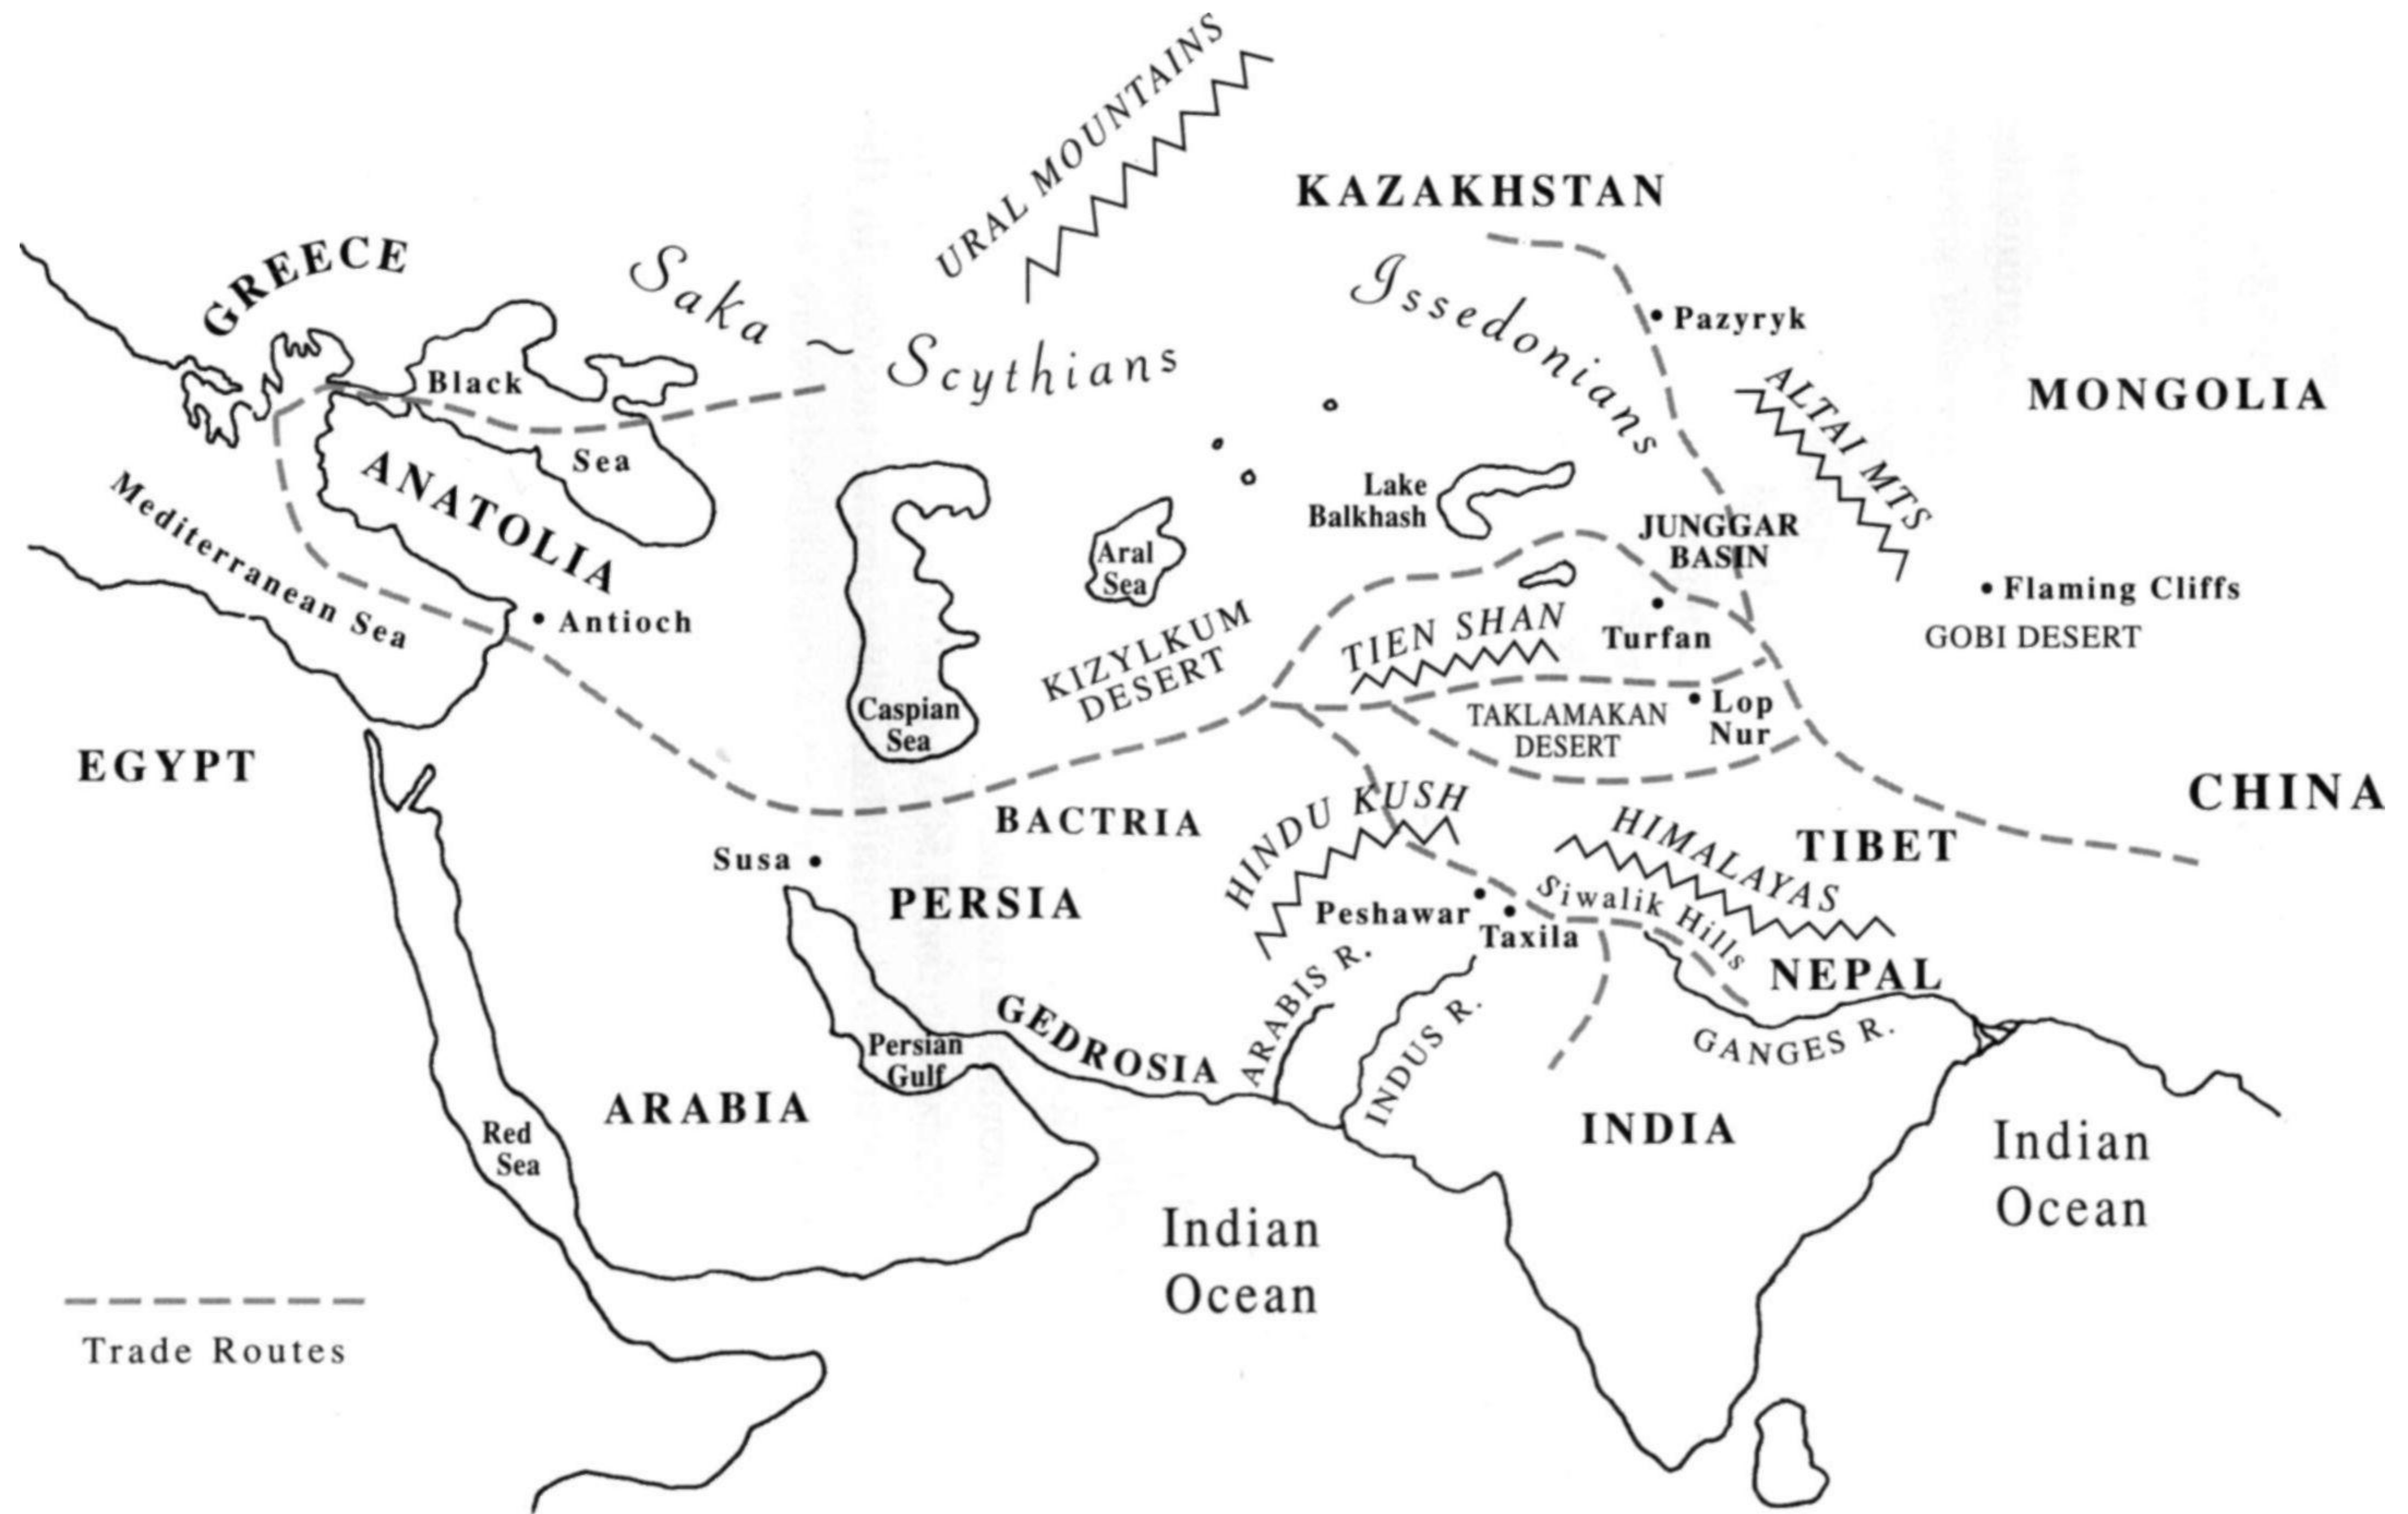 URAL MOUNTAINS
KAZAKHSTAN
GREECE
Saka ~ Scythians
Issedonians
Pazyryk
ALTAI MTS
MONGOLIA
Black
Sea
ANATOLIA
Mediterranean Sea
Antioch
Lake
Balkhash
Aral
Sea
JUNGGAR
BASIN
Flaming Cliffs
GOBI DESERT
KIZYLKUM
DESERT
TIEN SHAN
Turfan
Caspian
Sea
TAKLAMAKAN
DESERT
Lop
Nur
EGYPT
CHINA
BACTRIA
HINDU KUSH
HIMALAYAS
TIBET
Susa
PERSIA
Peshawar
Taxila
Siwalik Hills
NEPAL
ARABIS R.
INDUS R.
GANGES R.
GEDROSIA
Persian
Gulf
ARABIA
Red
Sea
INDIA
Indian
Ocean
Indian
Ocean
Trade Routes